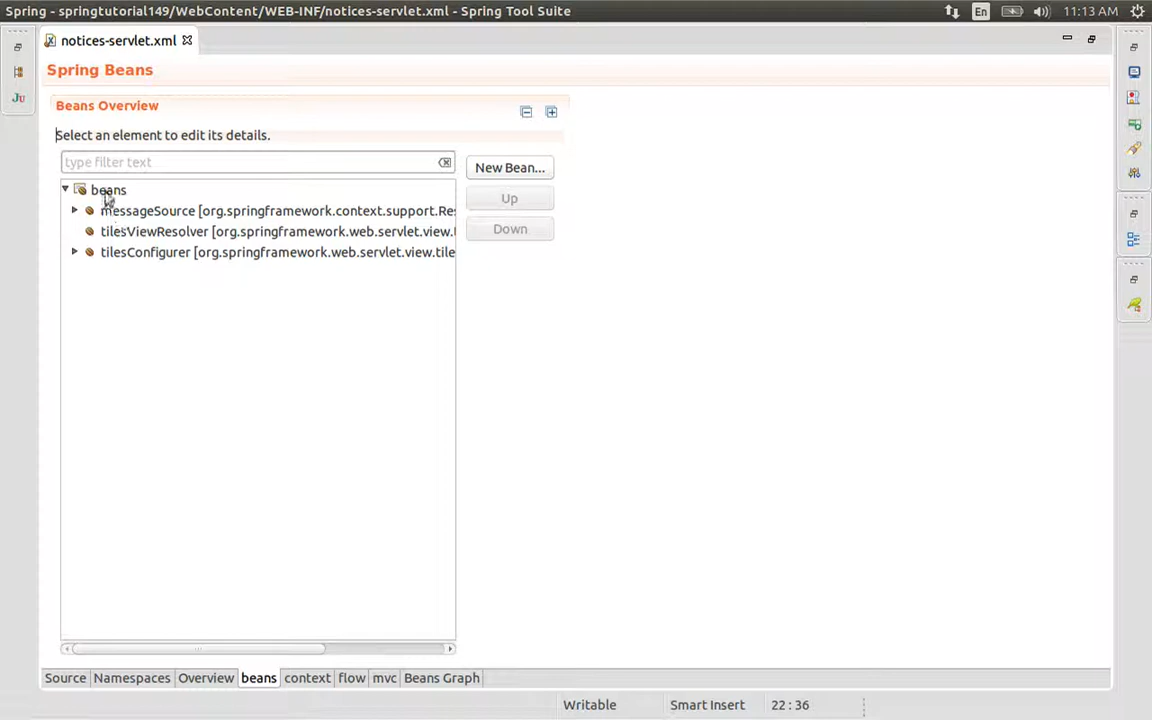 Spring - springtutorial149/WebContent/WEB-INF/notices-servlet.xml - Spring Tool Suite
En
11:13 AM
notices-servlet.xml
Spring Beans
Ju
Beans Overview
Select an element to edit its details.
type filter text
New Bean...
beans
Up
messageSource [org.springframework.context.support.Res
tilesViewResolver [org.springframework.web.servlet.view.t
Down
tilesConfigurer [org.springframework.web.servlet.view.tile
Source Namespaces Overview beans context flow mvc Beans Graph
Writable Smart Insert 22 : 36